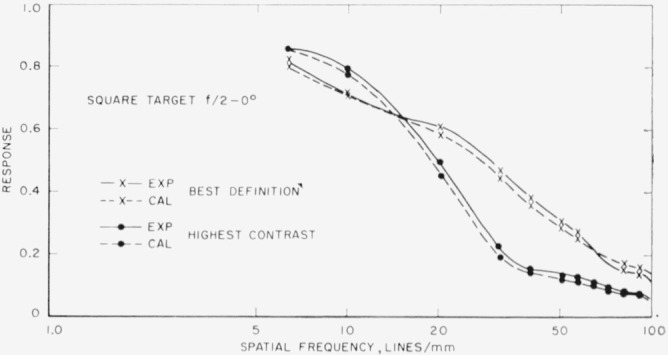 1.0
0.8
0.6
0.4
0.2
0
RESPONSE
SQUARE TARGET f/2-0°
—X— EXP
--X-- CAL
BEST DEFINITION
EXP
CAL
HIGHEST CONTRAST
1.0 5 10 20 50 100
SPATIAL FREQUENCY, LINES/mm